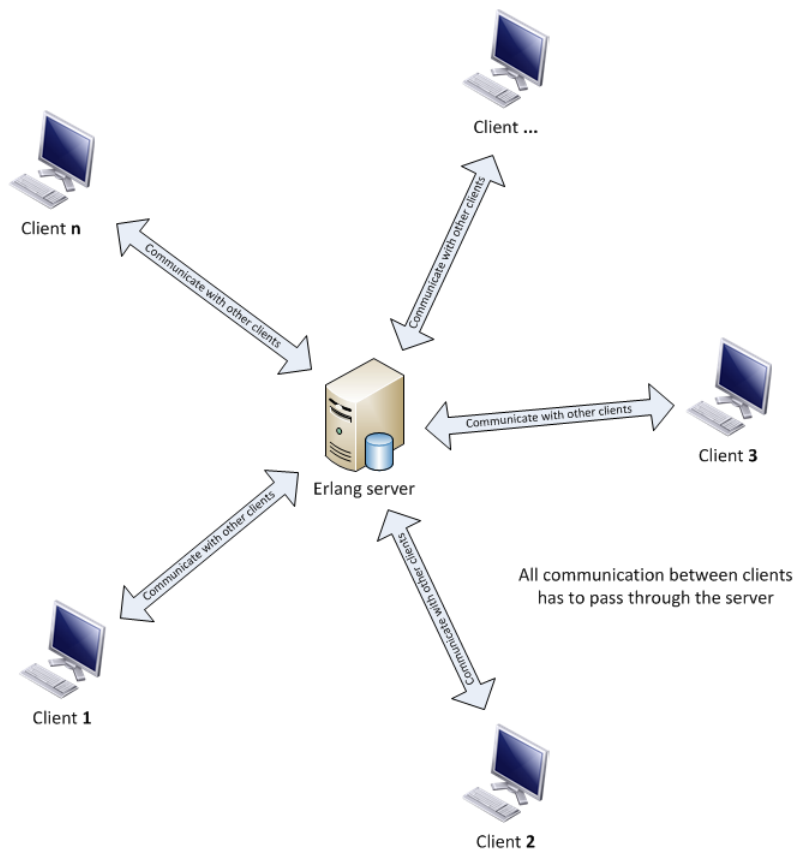 Client ...
Client n
Communicate with other clients
Communicate with other clients
Communicate with other clients
Client 3
Erlang server
Communicate with other clients
Communicate with other clients
All communication between clients
has to pass through the server
Client 1
Client 2